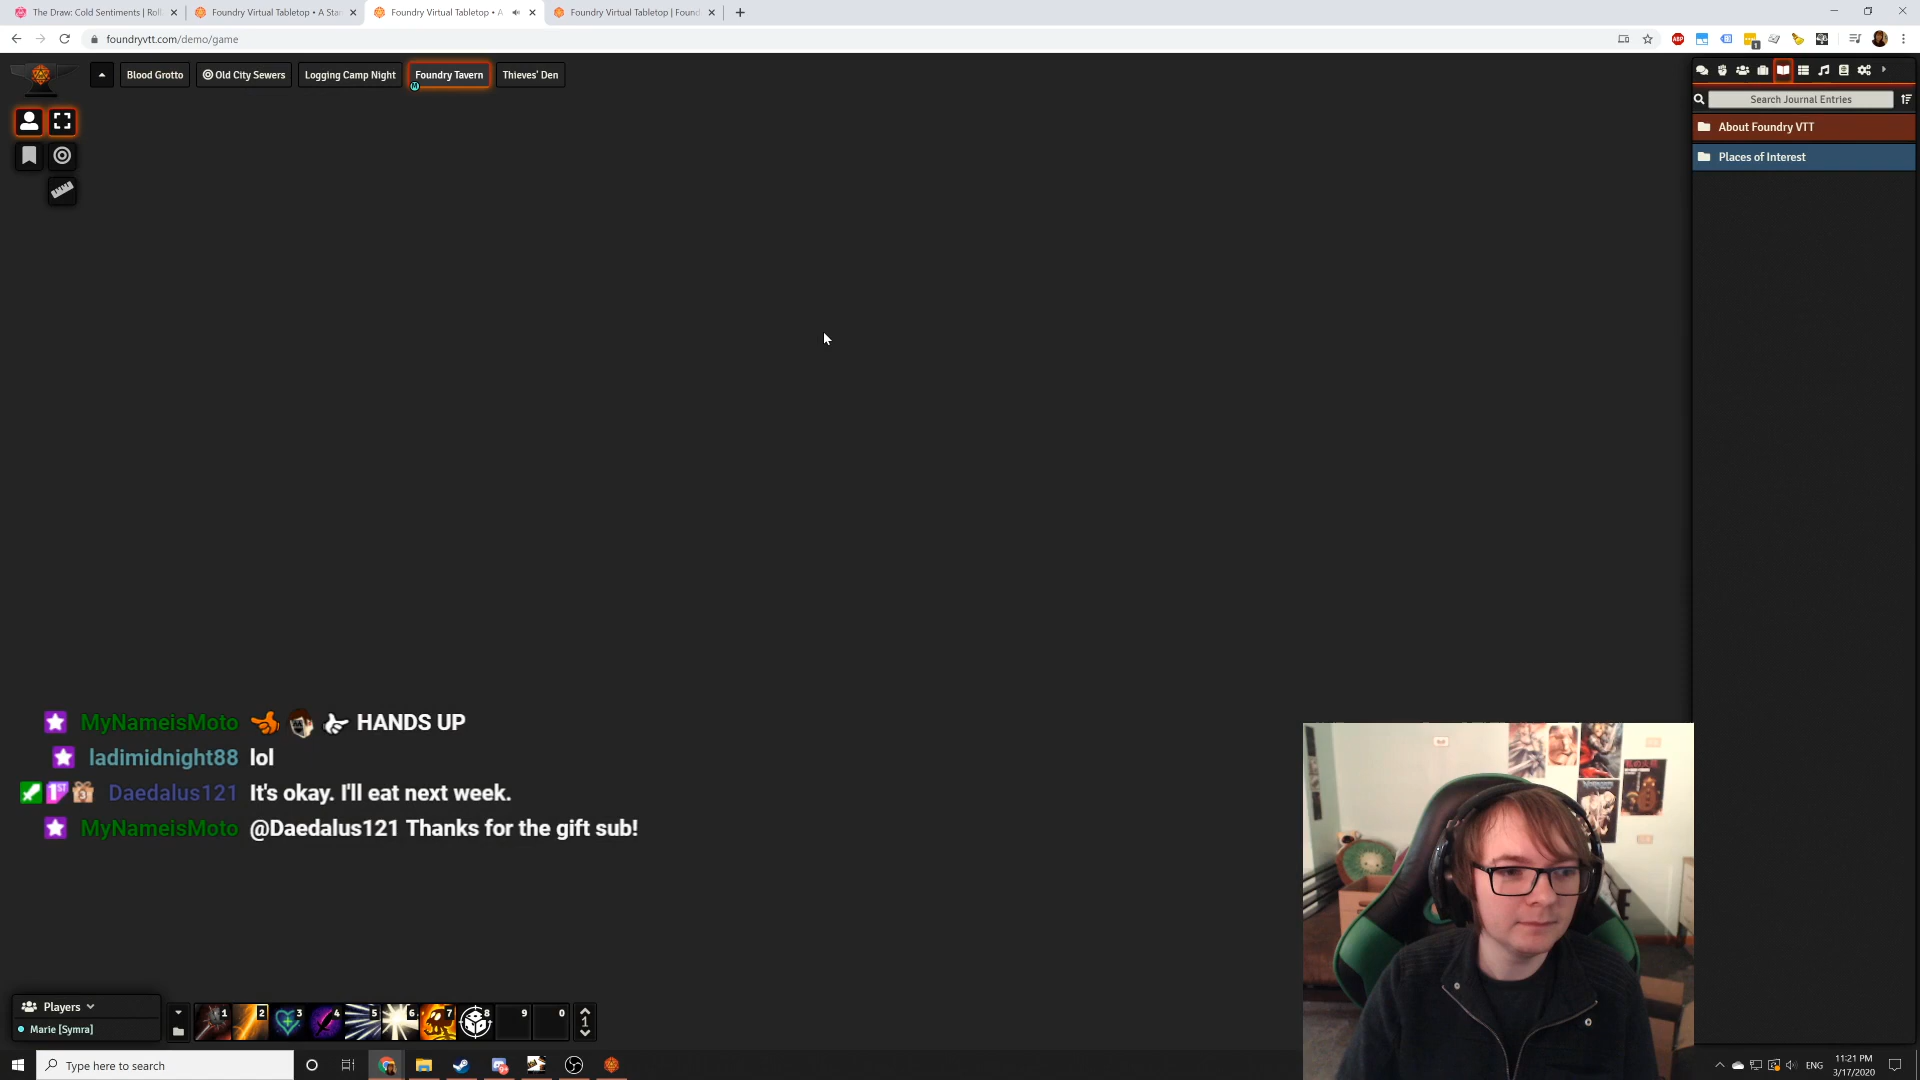 The Draw: Cold Sentiments | Roll
Foundry Virtual Tabletop • A Star
Foundry Virtual Tabletop • A
Foundry Virtual Tabletop | Found
foundryvtt.com/demo/game
Blood Grotto
Old City Sewers
Logging Camp Night
Foundry Tavern
Thieves' Den
M
Search Journal Entries
About Foundry VTT
Places of Interest
MyNameisMoto HANDS UP
ladimidnight88 lol
1ST 3 Daedalus121 It's okay. I'll eat next week.
MyNameisMoto @Daedalus121 Thanks for the gift sub!
Players
Marie [Symra]
1 2 3 4 5 6 7 8 9 0
1
Type here to search
ENG
11:21 PM
3/17/2020